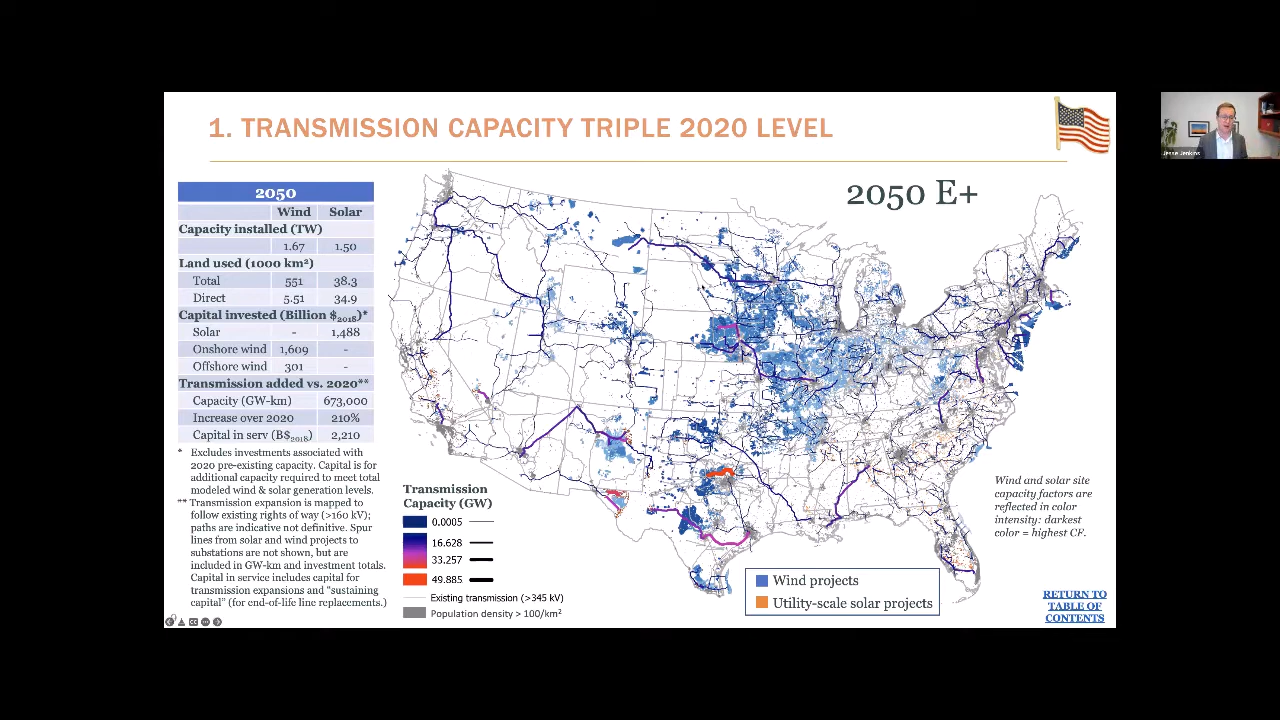 1. TRANSMISSION CAPACITY TRIPLE 2020 LEVEL
Jesse Jenkins
2050 E+
2050
Wind Solar
Capacity installed (TW)
1.67 1.50
Land used (1000 km²)
Total 551 38.3
Direct 5.51 34.9
Capital invested (Billion $2018)*
Solar - 1,488
Onshore wind 1,609 -
Offshore wind 301 -
Transmission added vs. 2020**
Capacity (GW-km) 673,000
Increase over 2020 210%
Capital in serv (B$2018) 2,210
* Excludes investments associated with
2020 pre-existing capacity. Capital is for
additional capacity required to meet total
modeled wind & solar generation levels.
** Transmission expansion is mapped to
follow existing rights of way (>160 kV);
paths are indicative not definitive. Spur
lines from solar and wind projects to
substations are not shown, but are
included in GW-km and investment totals.
Capital in service includes capital for
transmission expansions and "sustaining
capital" (for end-of-life line replacements.)
Transmission
Capacity (GW)
0.0005
16.628
33.257
49.885
Existing transmission (>345 kV)
Population density > 100/km²
Wind projects
Utility-scale solar projects
Wind and solar site
capacity factors are
reflected in color
intensity: darkest
color = highest CF.
RETURN TO
TABLE OF
CONTENTS